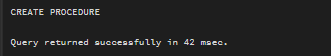 CREATE PROCEDURE
Query returned successfully in 42 msec.